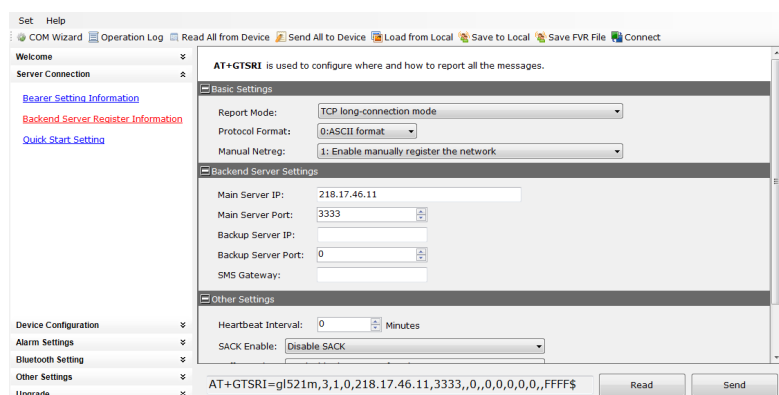 Set Help
COM Wizard Operation Log Read All from Device Send All to Device Load from Local Save to Local Save FVR File Connect
Welcome
Server Connection
Bearer Setting Information
Backend Server Register Information
Quick Start Setting
Device Configuration
Alarm Settings
Bluetooth Setting
Other Settings
Upgrade
AT+GTSRI is used to configure where and how to report all the messages.
Basic Settings
Report Mode: TCP long-connection mode
Protocol Format: 0:ASCII format
Manual Netreg: 1: Enable manually register the network
Backend Server Settings
Main Server IP: 218.17.46.11
Main Server Port: 3333
Backup Server IP:
Backup Server Port: 0
SMS Gateway:
Other Settings
Heartbeat Interval: 0 Minutes
SACK Enable: Disable SACK
AT+GTSRI=gl521m,3,1,0,218.17.46.11,3333,,0,,0,0,0,0,,FFFF$
Read Send